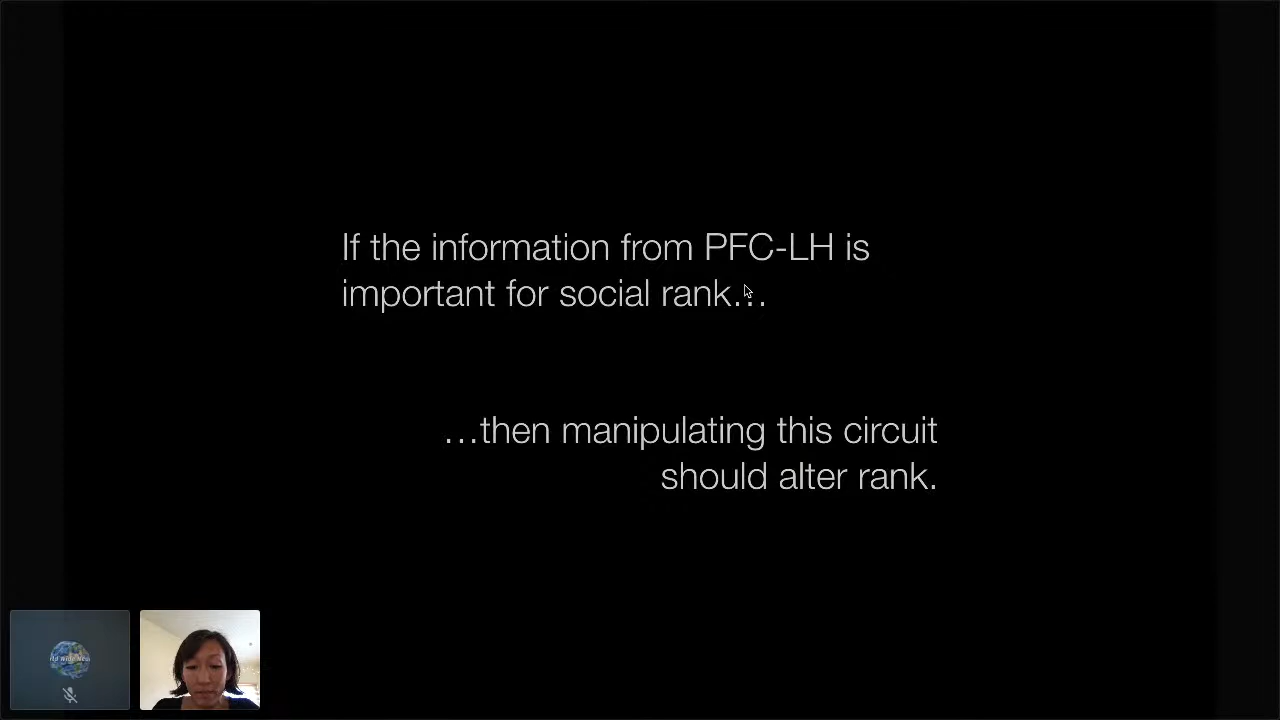 If the information from PFC-LH is
important for social rank…
…then manipulating this circuit
should alter rank.